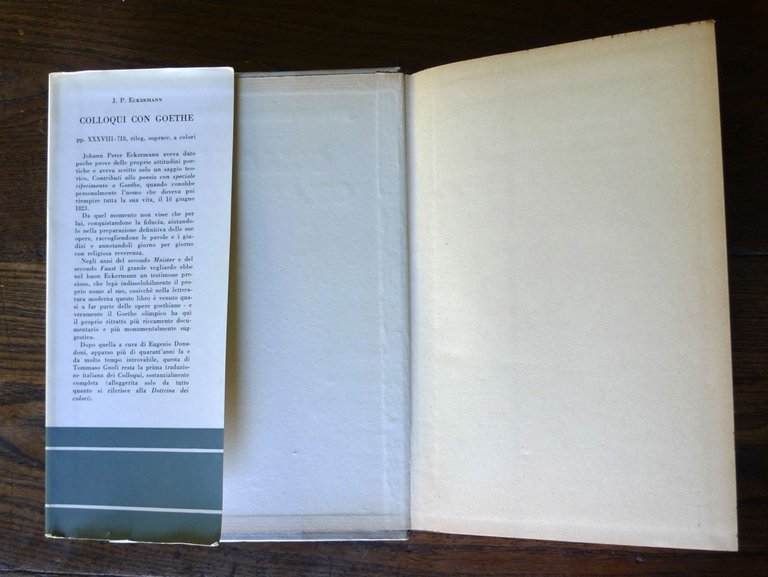 J. P. Eckermann
COLLOQUI CON GOETHE
pp. XXXVIII-718, rileg. sopracc. a colori
Johann Peter Eckermann aveva dato
poche prove delle proprie attitudini poe-
tiche e aveva scritto solo un saggio teo-
rico, Contributi alla poesia con speciale
riferimento a Goethe, quando conobbe
personalmente l'uomo che doveva poi
riempire tutta la sua vita, il 10 giugno
1823.
Da quel momento non visse che per
lui, conquistandone la fiducia, aiutando-
lo nella preparazione definitiva delle sue
opere, raccogliendone le parole e i giu-
dizi e annotandoli giorno per giorno
con religiosa reverenza.
Negli anni del secondo Meister e del
secondo Faust il grande vegliardo ebbe
nel buon Eckermann un testimone pre-
zioso, che legò indissolubilmente il pro-
prio nome al suo, cosicchè nella lettera-
tura moderna questo libro è venuto qua-
si a far parte delle opere goethiane - e
veramente il Goethe olimpico ha qui
il proprio ritratto più riccamente docu-
mentario e più monumentalmente sug-
gestivo.
Dopo quella a cura di Eugenio Dona-
doni, apparso più di quarant'anni fa e
da molto tempo introvabile, questa di
Tommaso Gnoli resta la prima traduzio-
ne italiana dei Colloqui, sostanzialmente
completa (alleggerita solo da tutto
quanto si riferisce alla Dottrina dei
colori).